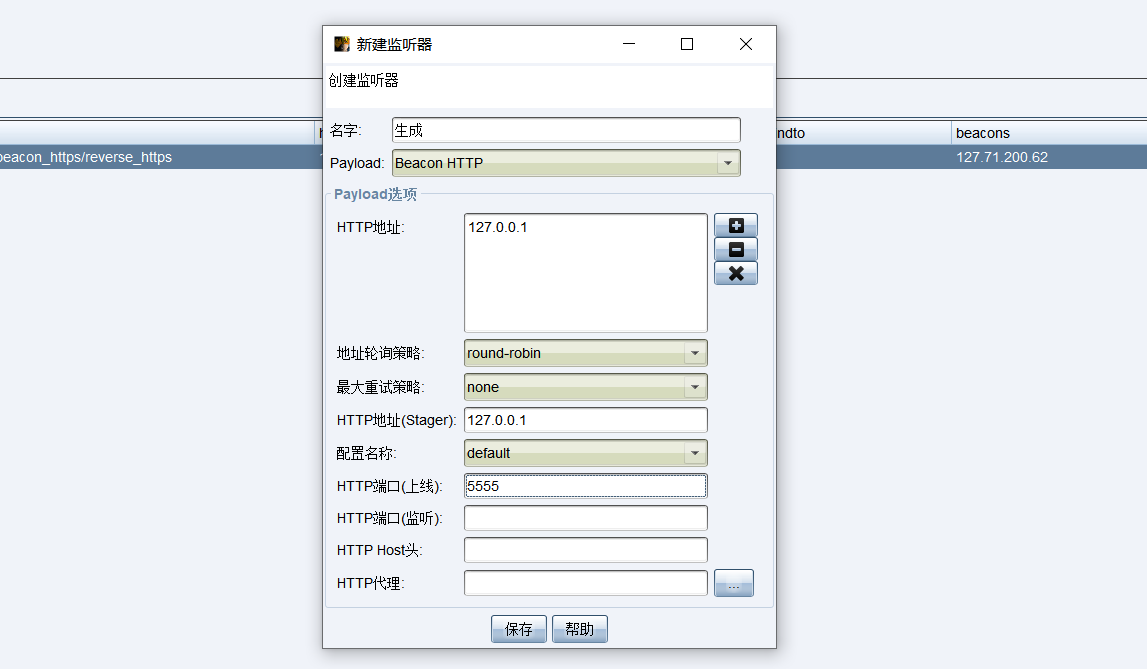 新建监听器
创建监听器
名字: 生成
ndto beacons
Payload: Beacon HTTP
beacon_https/reverse_https 127.71.200.62
Payload选项
HTTP地址: 127.0.0.1
地址轮询策略: round-robin
最大重试策略: none
HTTP地址(Stager): 127.0.0.1
配置名称: default
HTTP端口(上线): 5555
HTTP端口(监听):
HTTP Host头:
HTTP代理: ...
保存 帮助